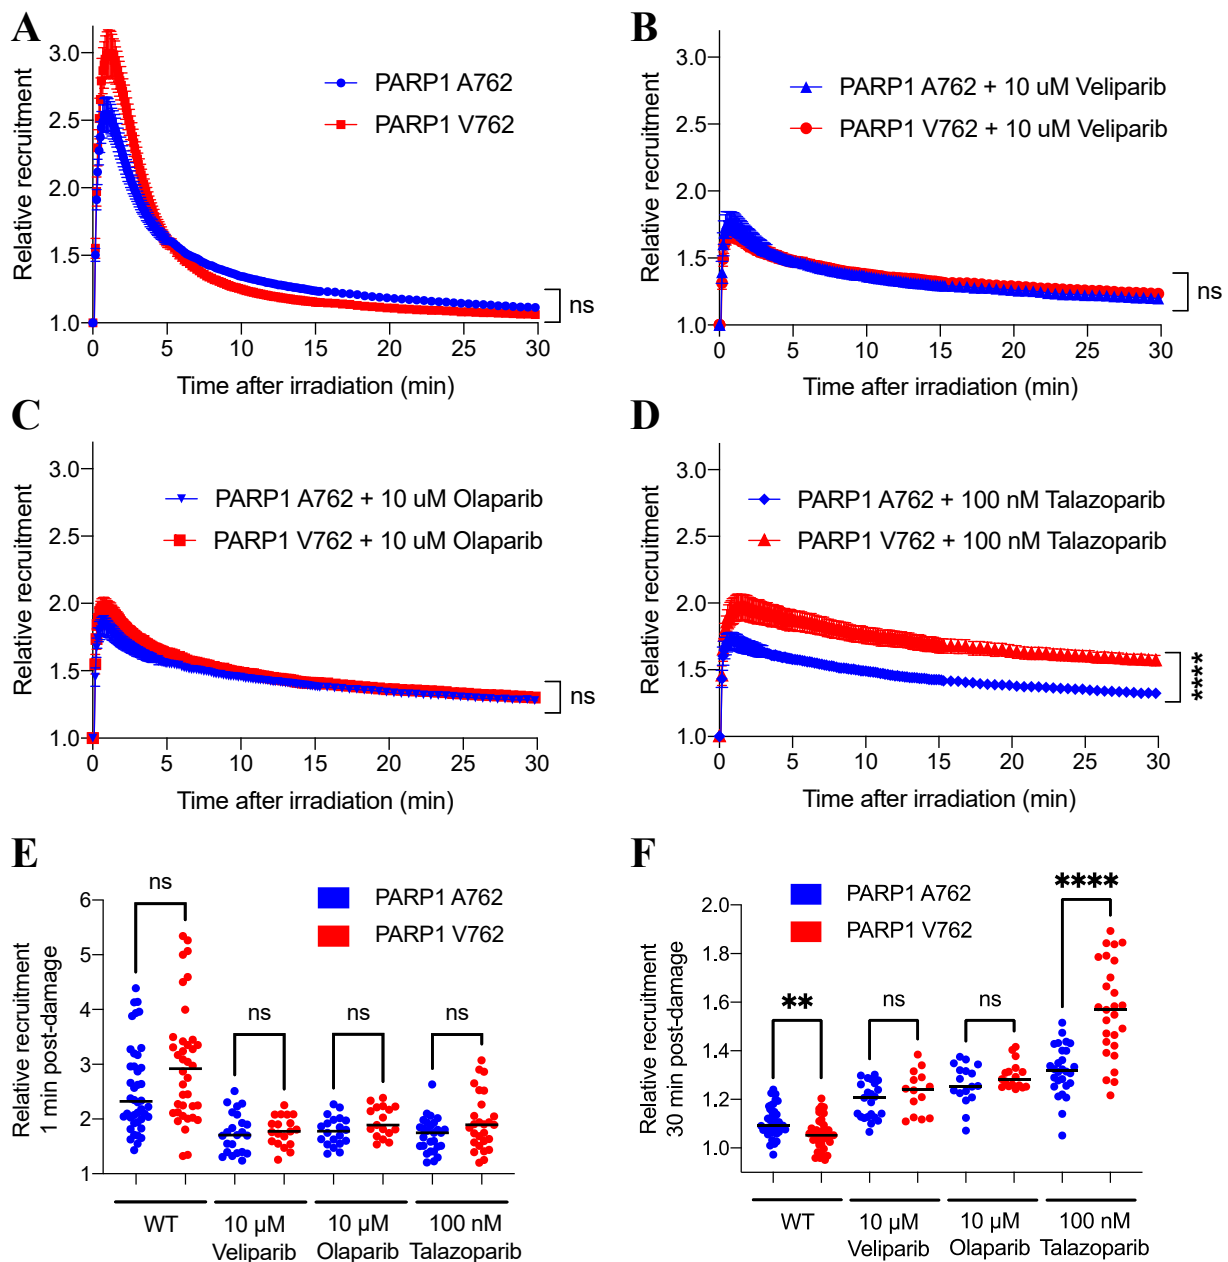 A
Relative recruitment
3.0
2.5
2.0
1.5
1.0
PARP1 A762
PARP1 V762
ns
0 5 10 15 20 25 30
Time after irradiation (min)
B
Relative recruitment
3.0
2.5
2.0
1.5
1.0
PARP1 A762 + 10 uM Veliparib
PARP1 V762 + 10 uM Veliparib
ns
0 5 10 15 20 25 30
Time after irradiation (min)
C
Relative recruitment
3.0
2.5
2.0
1.5
1.0
PARP1 A762 + 10 uM Olaparib
PARP1 V762 + 10 uM Olaparib
ns
0 5 10 15 20 25 30
Time after irradiation (min)
D
Relative recruitment
3.0
2.5
2.0
1.5
1.0
PARP1 A762 + 100 nM Talazoparib
PARP1 V762 + 100 nM Talazoparib
****
0 5 10 15 20 25 30
Time after irradiation (min)
E
Relative recruitment
1 min post-damage
6
5
4
3
2
1
PARP1 A762
PARP1 V762
ns
ns
ns
ns
WT
10 µM
Veliparib
10 µM
Olaparib
100 nM
Talazoparib
F
Relative recruitment
30 min post-damage
2.0
1.8
1.6
1.4
1.2
1.0
PARP1 A762
PARP1 V762
**
ns
ns
****
WT
10 µM
Veliparib
10 µM
Olaparib
100 nM
Talazoparib